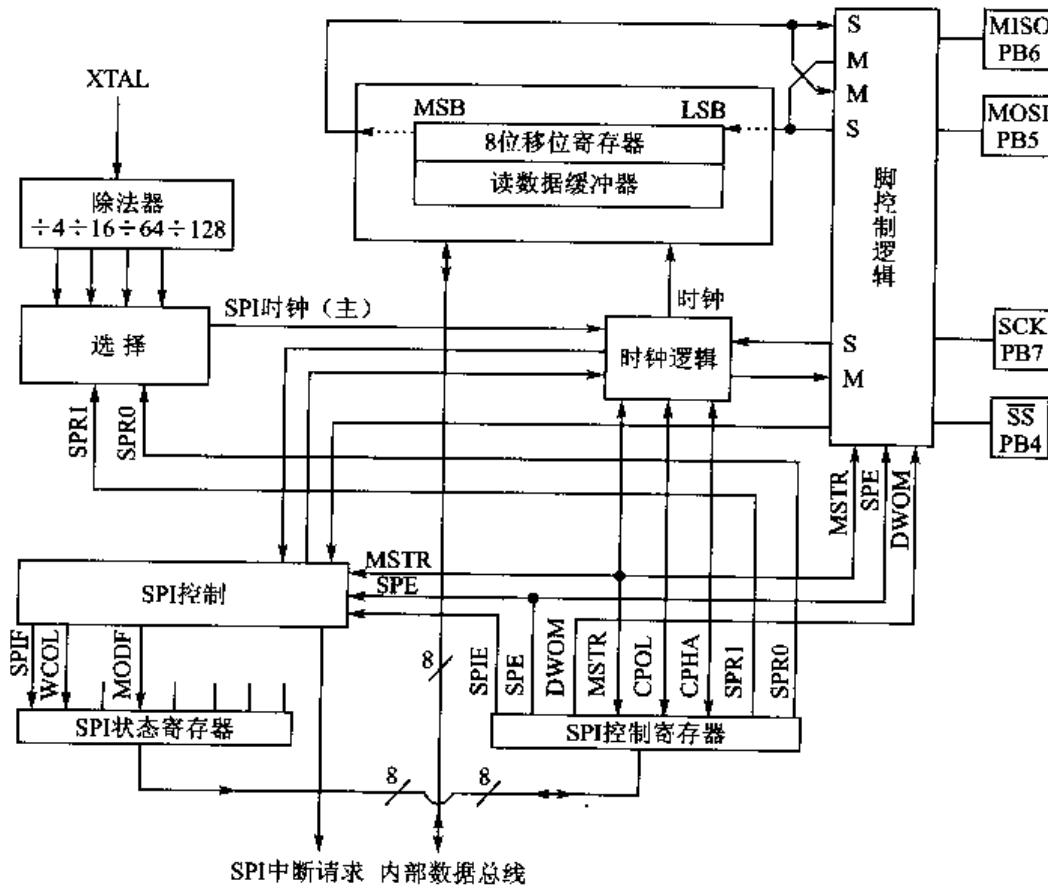 S
MISO
PB6
M
XTAL
MSB
LSB
M
MOSI
PB5
S
8位移位寄存器
读数据缓冲器
脚控制逻辑
除法器
÷4÷16÷64÷128
SPI时钟（主）
时钟
选择
时钟逻辑
S
M
SCK
PB7
SPR1
SPR0
SS
PB4
MSTR
SPE
DWOM
MSTR
SPE
SPI控制
SPIF
WCOL
MODF
8
SPIE
SPE
DWOM
MSTR
CPOL
CPHA
SPR1
SPR0
SPI状态寄存器
SPI控制寄存器
8
8
SPI中断请求
内部数据总线